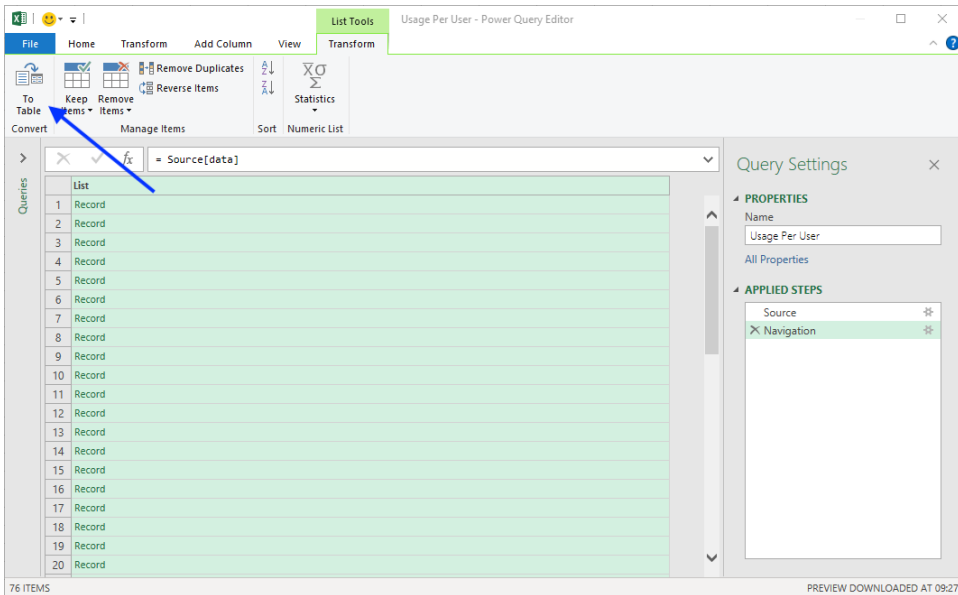 List Tools
Usage Per User - Power Query Editor
File Home Transform Add Column View Transform
?
To Table
Keep Items
Remove Items
Remove Duplicates
Reverse Items
Statistics
Convert
Manage Items
Sort
Numeric List
Queries
fx
= Source[data]
List
1 Record
2 Record
3 Record
4 Record
5 Record
6 Record
7 Record
8 Record
9 Record
10 Record
11 Record
12 Record
13 Record
14 Record
15 Record
16 Record
17 Record
18 Record
19 Record
20 Record
Query Settings
PROPERTIES
Name
Usage Per User
All Properties
APPLIED STEPS
Source
Navigation
76 ITEMS
PREVIEW DOWNLOADED AT 09:27